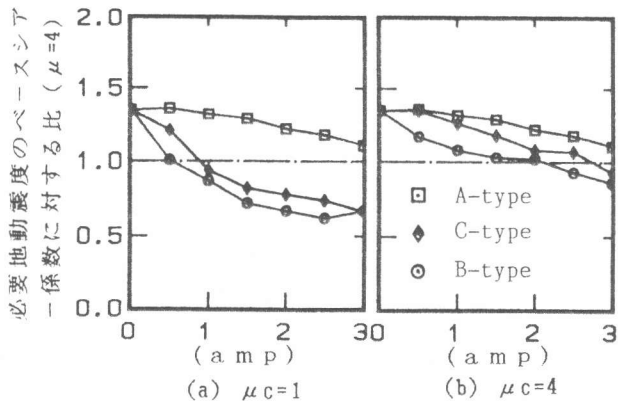 必要地動震度のベースシア
ー係数に対する比(μ=4)
2.0
1.5
1.0
0.5
0.0
0 1 2 30 1 2 3
A-type
C-type
B-type
(amp) (amp)
(a) μc=1 (b) μc=4